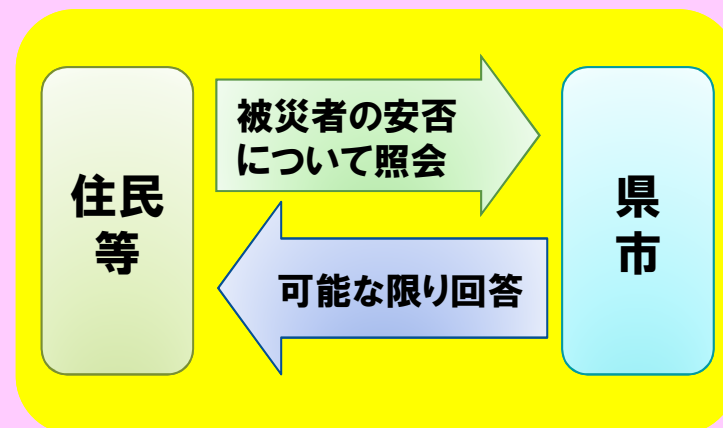 住民
等
被災者の安否
について照会
可能な限り回答
県
市